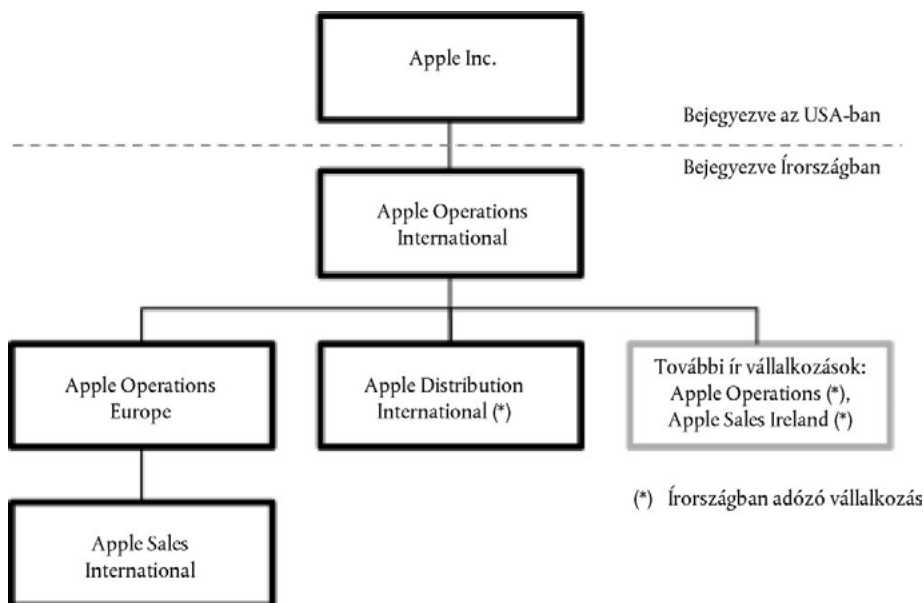 Apple Inc.
Bejegyezve az USA-ban
Bejegyezve Írországban
Apple Operations
International
Apple Operations
Europe
Apple Distribution
International (*)
További ír vállalkozások:
Apple Operations (*),
Apple Sales Ireland (*)
(*) Írországban adózó vállalkozás
Apple Sales
International